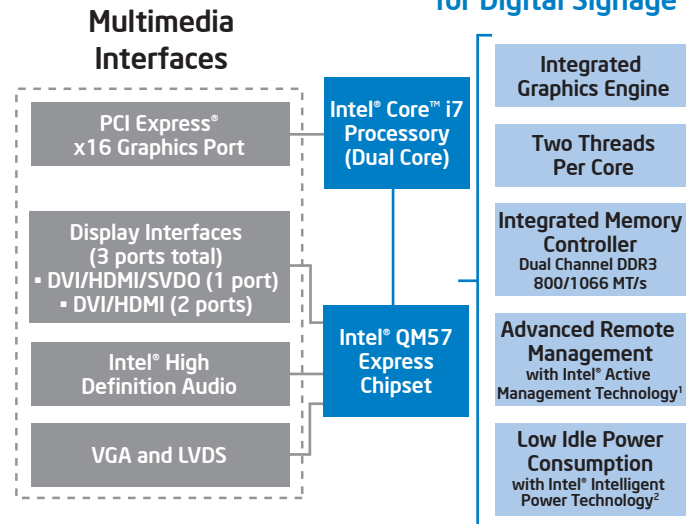 for Digital Signage
Multimedia
Interfaces
PCI Express®
x16 Graphics Port
Display Interfaces
(3 ports total)
▪ DVI/HDMI/SVDO (1 port)
▪ DVI/HDMI (2 ports)
Intel® High
Definition Audio
VGA and LVDS
Intel® Core™ i7
Processory
(Dual Core)
Intel® QM57
Express
Chipset
Integrated
Graphics Engine
Two Threads
Per Core
Integrated Memory
Controller
Dual Channel DDR3
800/1066 MT/s
Advanced Remote
Management
with Intel® Active
Management Technology¹
Low Idle Power
Consumption
with Intel® Intelligent
Power Technology²